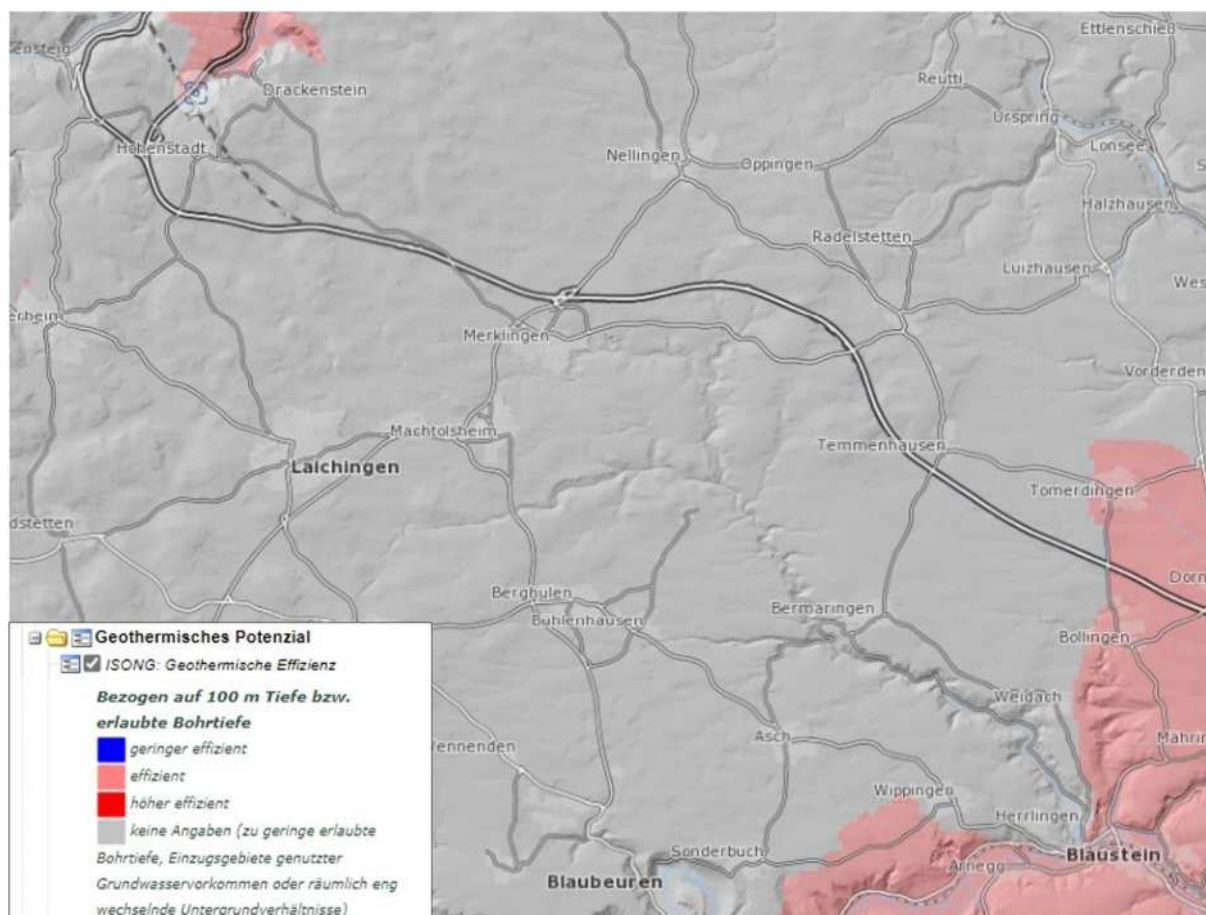 ensteig
Ettlenschieß
Drackenstein
Reutti
Urspring
Hohenstadt
Lonsee
Nellingen
Oppingen
S
Halzhausen
Radelstetten
Luizhausen
Wes
erheim
Merklingen
Vorderden
Machtolsheim
Temmenhausen
Laichingen
Tomerdingen
dstetten
Dorn
Berghülen
Bermaringen
Bühlenhausen
Bollingen
Geothermisches Potenzial
ISONG: Geothermische Effizienz
Bezogen auf 100 m Tiefe bzw.
erlaubte Bohrtiefe
geringer effizient
effizient
höher effizient
keine Angaben (zu geringe erlaubte
Bohrtiefe, Einzugsgebiete genutzter
Grundwasservorkommen oder räumlich eng
wechselnde Untergrundverhältnisse)
Weidach
Asch
Mährin
Wennenden
Wippingen
Herrlingen
Sonderbuch
Arnegg
Blaustein
Blaubeuren